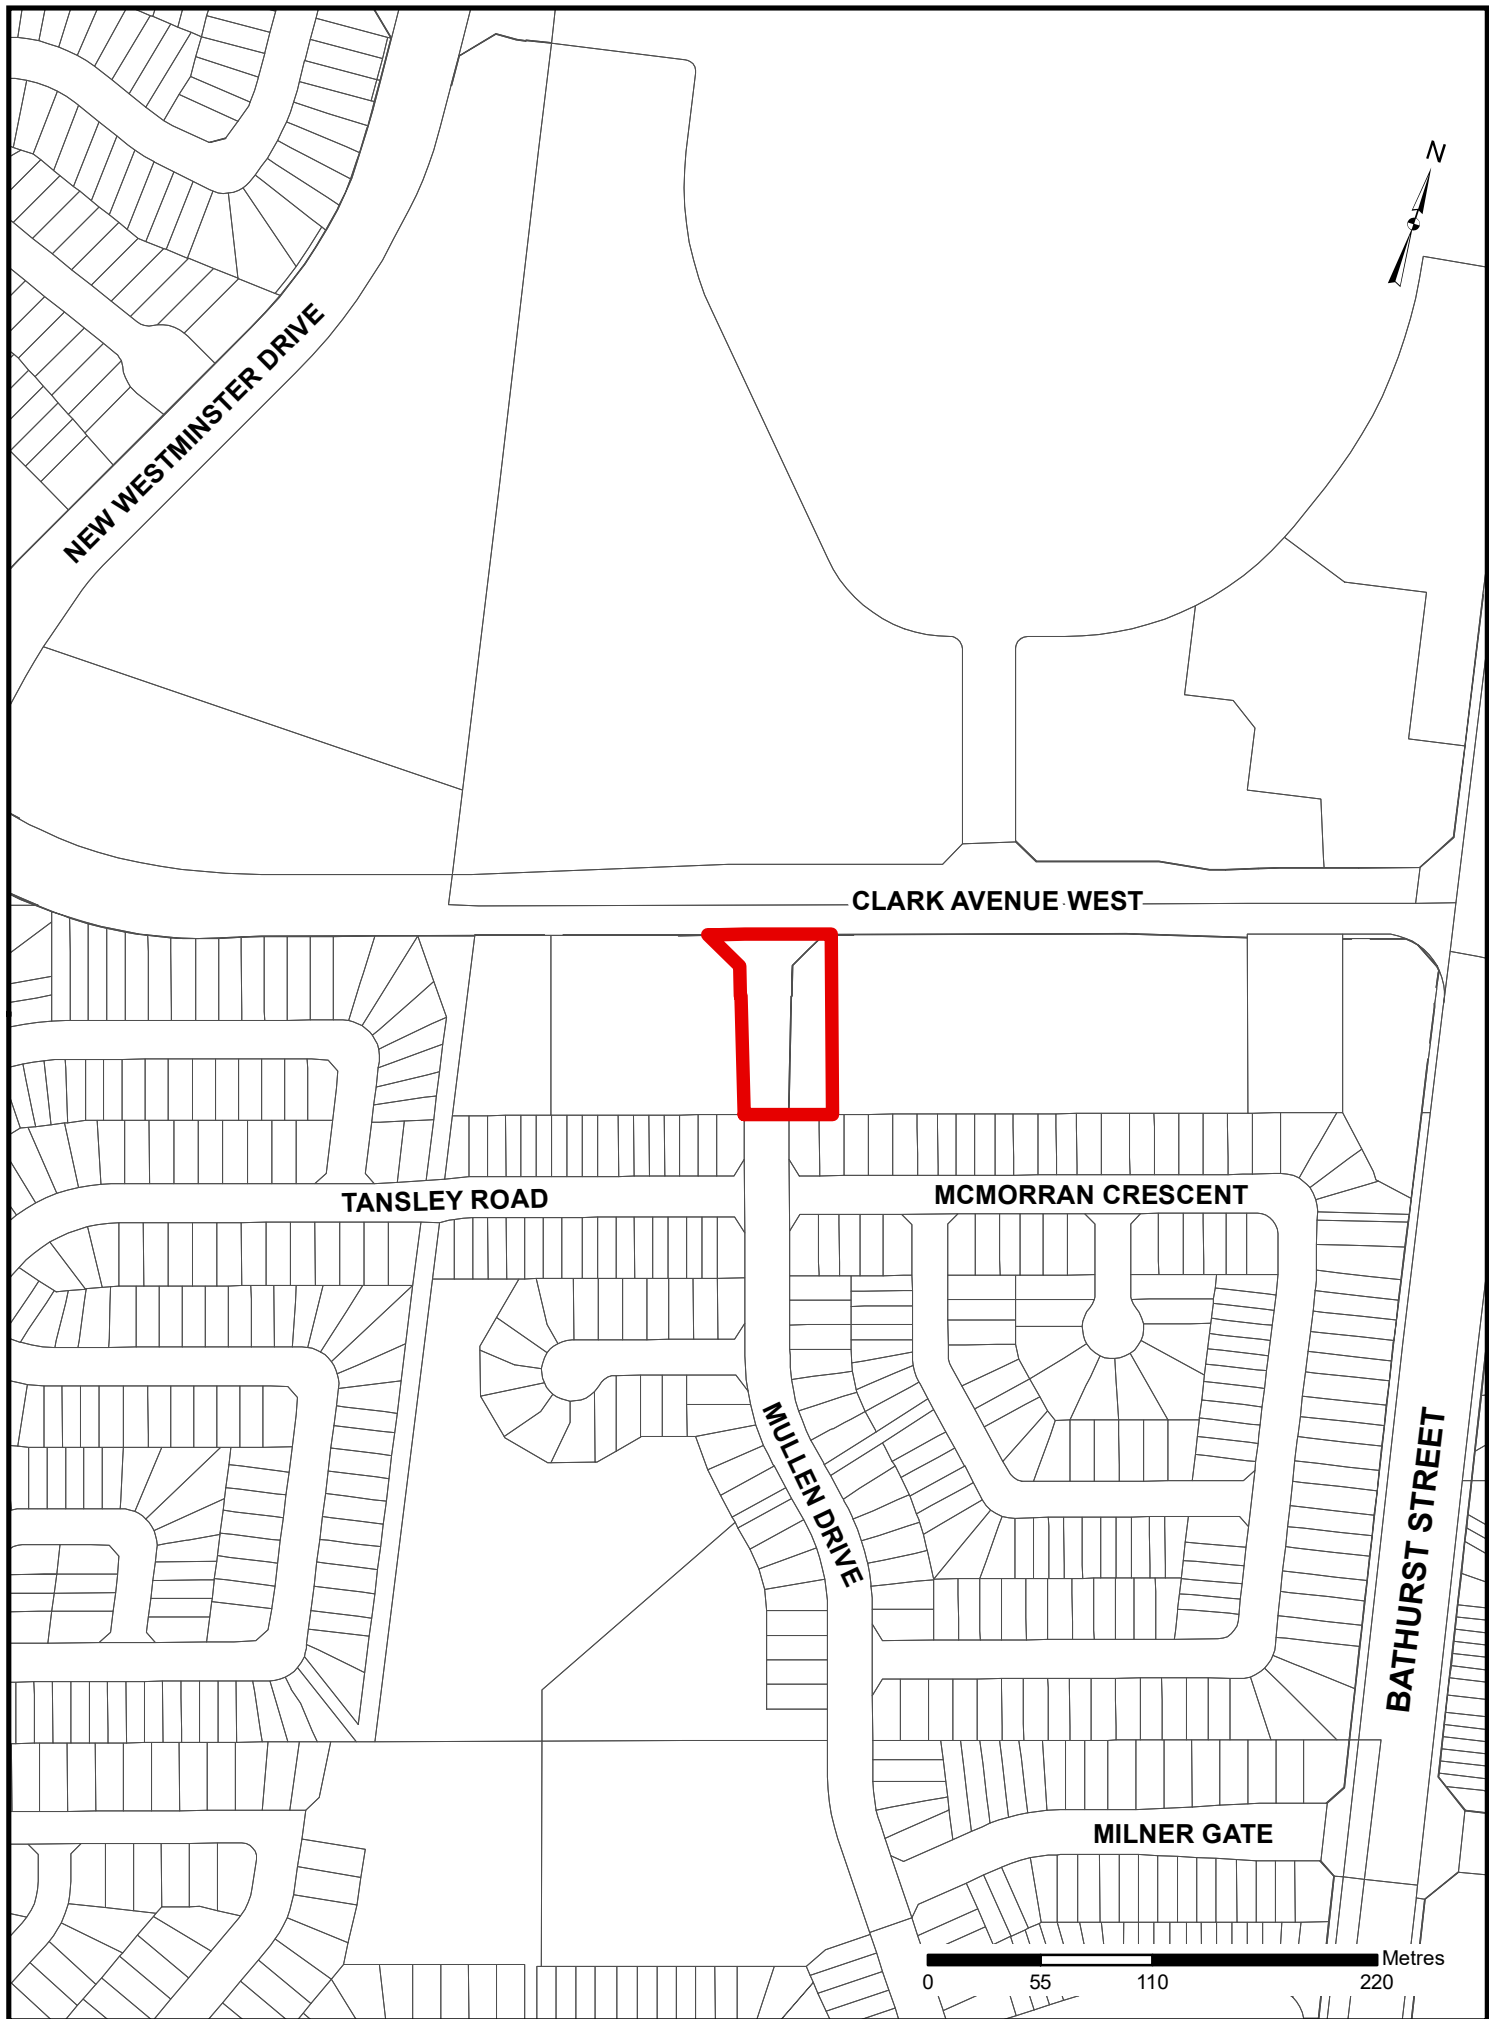 N
NEW WESTMINSTER DRIVE
CLARK AVENUE WEST
TANSLEY ROAD
MCMORRAN CRESCENT
MULLEN DRIVE
BATHURST STREET
MILNER GATE
Metres
0 55 110 220